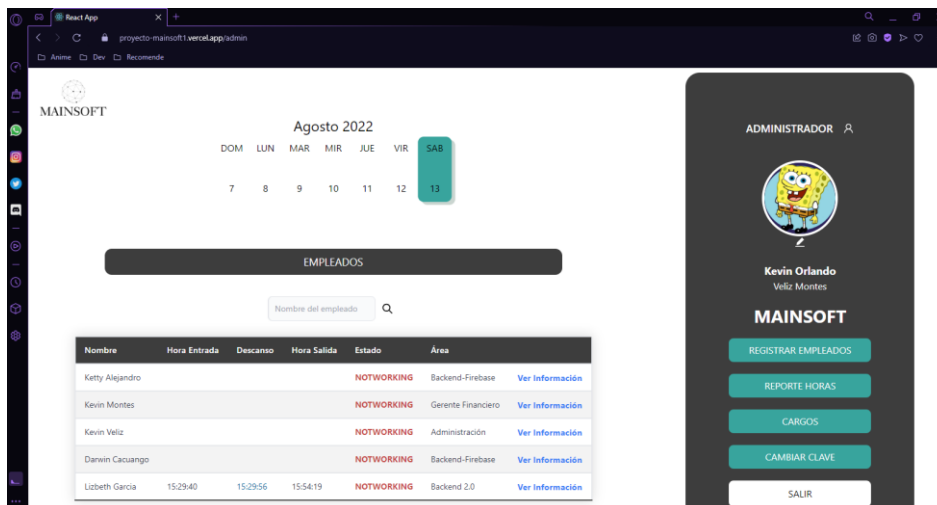 React App
proyecto-mainsoft1.vercel.app/admin
Anime Dev Recomende
MAINSOFT
Agosto 2022
DOM LUN MAR MIR JUE VIR SAB
7 8 9 10 11 12 13
EMPLEADOS
Nombre del empleado
Nombre Hora Entrada Descanso Hora Salida Estado Área
Ketty Alejandro NOTWORKING Backend-Firebase Ver Información
Kevin Montes NOTWORKING Gerente Financiero Ver Información
Kevin Veliz NOTWORKING Administración Ver Información
Darwin Cacuango NOTWORKING Backend-Firebase Ver Información
Lizbeth Garcia 15:29:40 15:29:56 15:54:19 NOTWORKING Backend 2.0 Ver Información
ADMINISTRADOR
Kevin Orlando
Veliz Montes
MAINSOFT
REGISTRAR EMPLEADOS
REPORTE HORAS
CARGOS
CAMBIAR CLAVE
SALIR